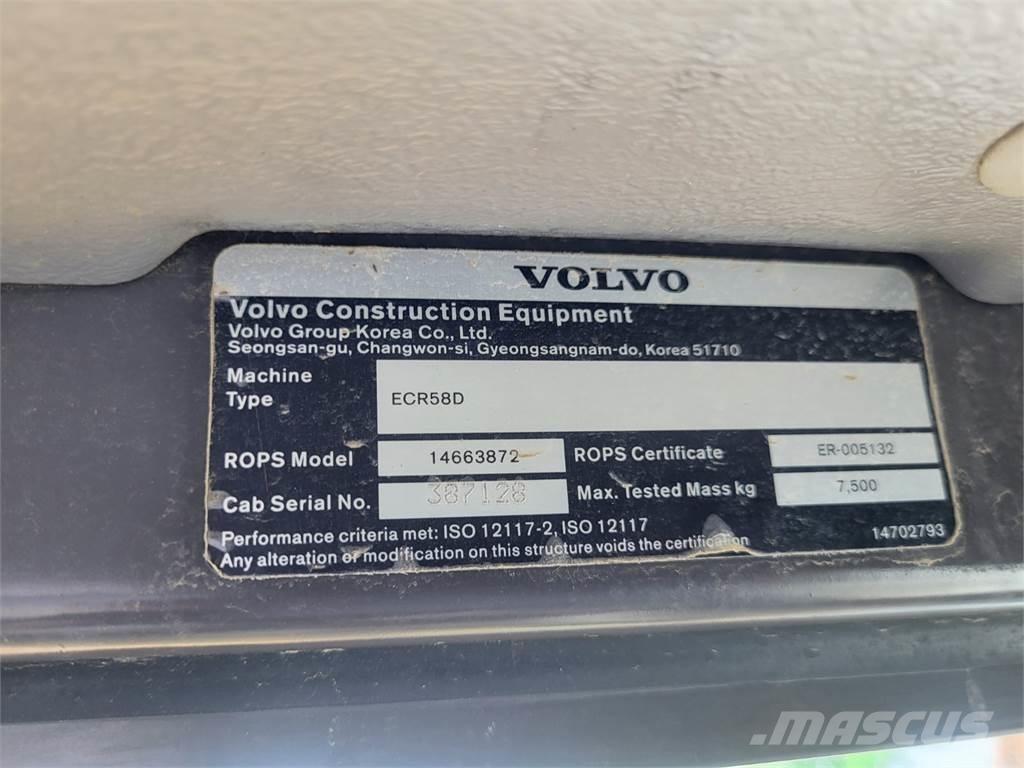 VOLVO
Volvo Construction Equipment
Volvo Group Korea Co., Ltd.
Seongsan-gu, Changwon-si, Gyeongsangnam-do, Korea 51710
Machine
Type ECR58D
ROPS Model 14663872 ROPS Certificate ER-005132
Cab Serial No. 387128 Max. Tested Mass kg 7,500
Performance criteria met: ISO 12117-2, ISO 12117
14702793
Any alteration or modification on this structure voids the certification
MASCUS